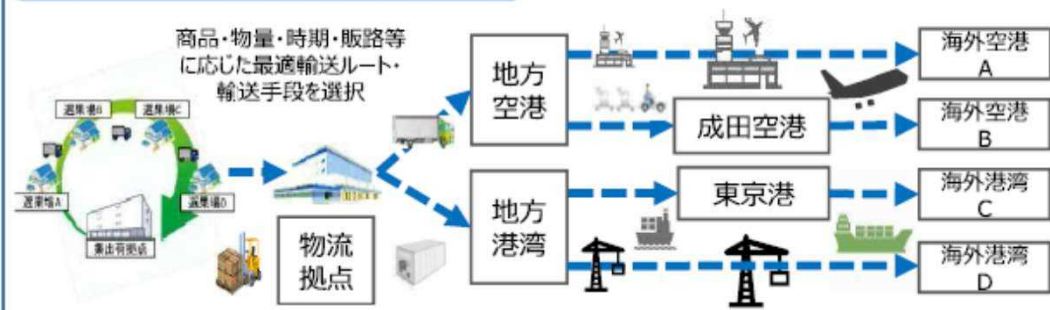 商品・物量・時期・販路等
に応じた最適輸送ルート・
輸送手段を選択
選果場B
選果場C
選果場A
選果場D
集出荷拠点
物流
拠点
地方
空港
地方
港湾
成田空港
東京港
海外空港
A
海外空港
B
海外港湾
C
海外港湾
D